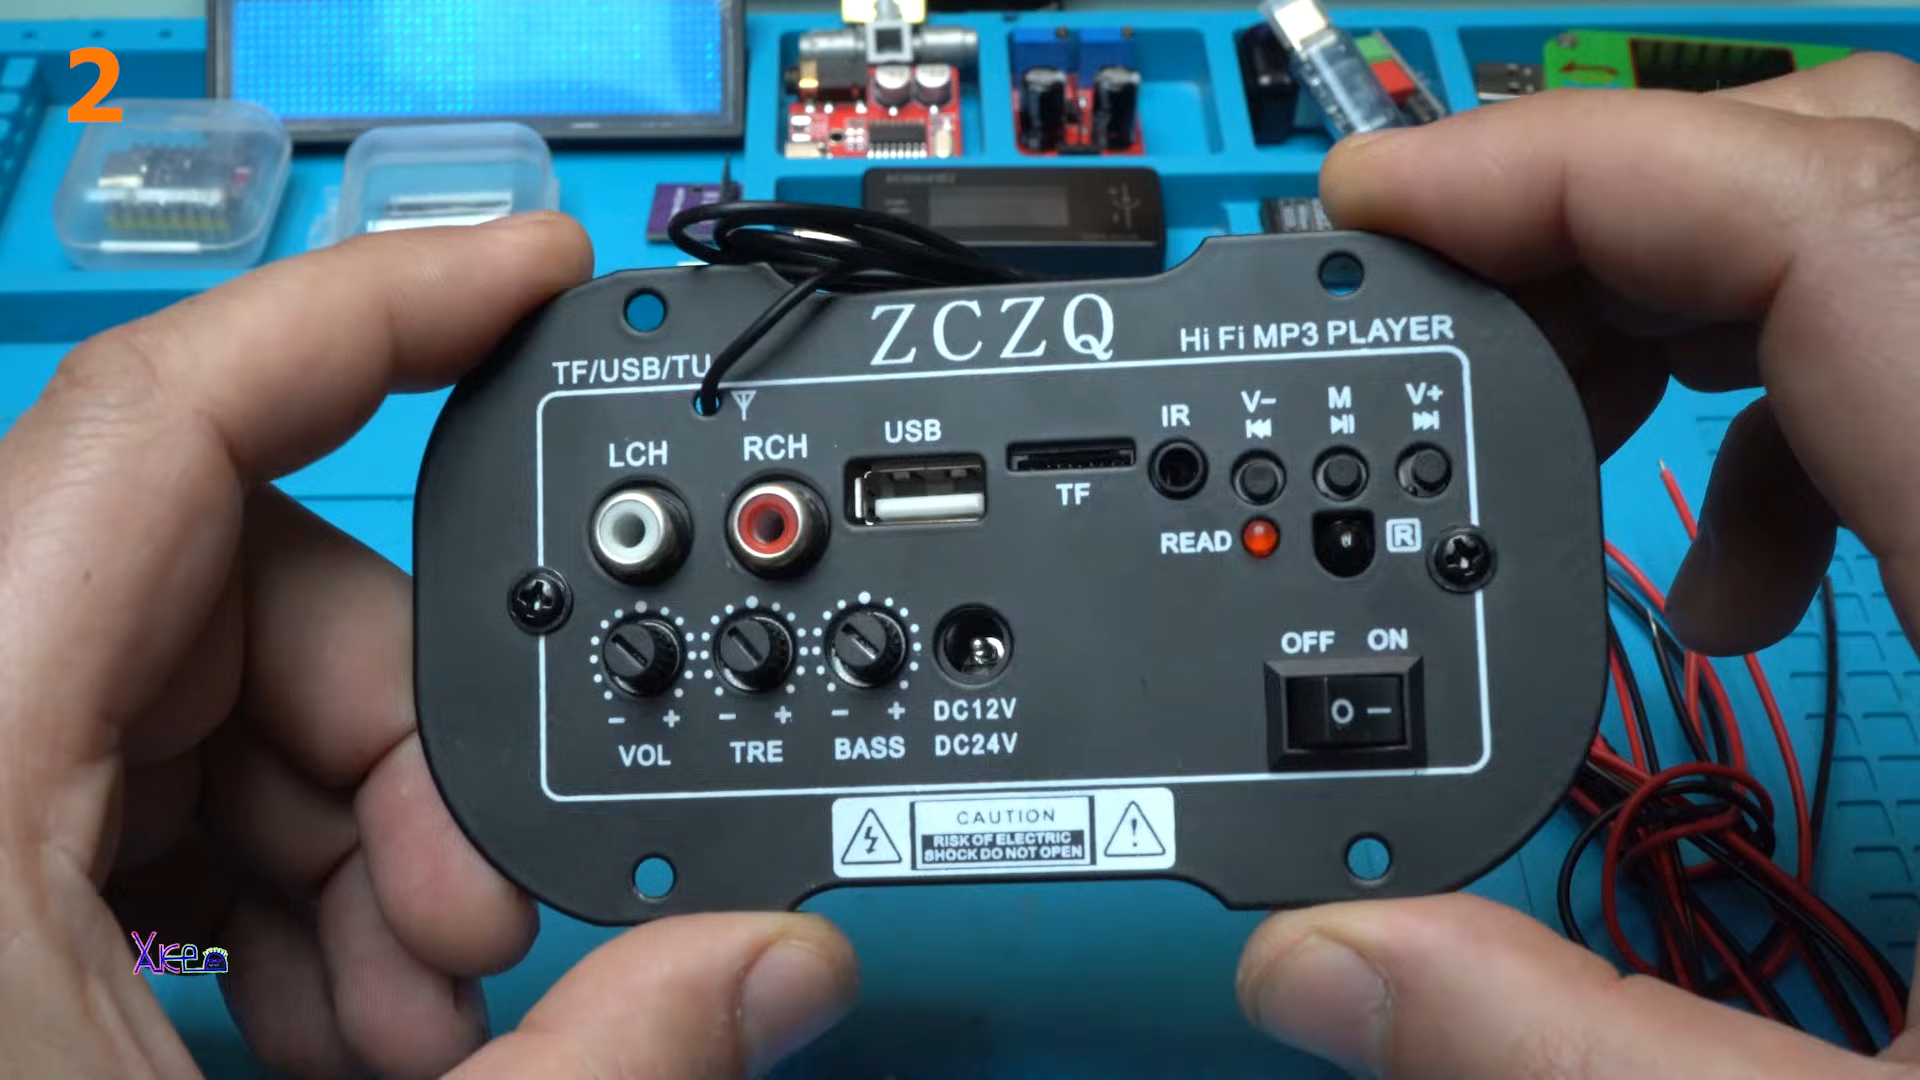 2
ZCZQ
Hi Fi MP3 PLAYER
TF/USB/TU
LCH
RCH
USB
TF
IR
V−
M
V+
READ
R
OFF ON
O −
− +
− +
− +
VOL
TRE
BASS
DC12V
DC24V
CAUTION
RISK OF ELECTRIC
SHOCK DO NOT OPEN